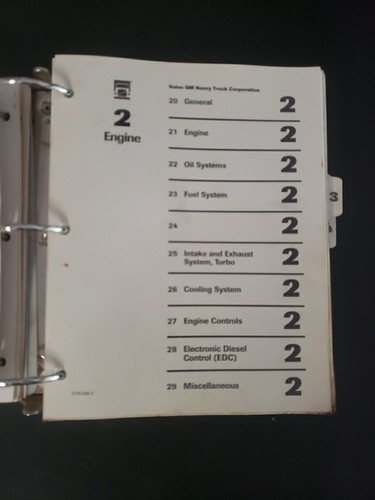 Volvo GM Heavy Truck Corporation
2
Engine
20 General 2
21 Engine 2
22 Oil Systems 2
23 Fuel System 2
24 2
25 Intake and Exhaust
System, Turbo 2
26 Cooling System 2
27 Engine Controls 2
28 Electronic Diesel
Control (EDC) 2
29 Miscellaneous 2
3